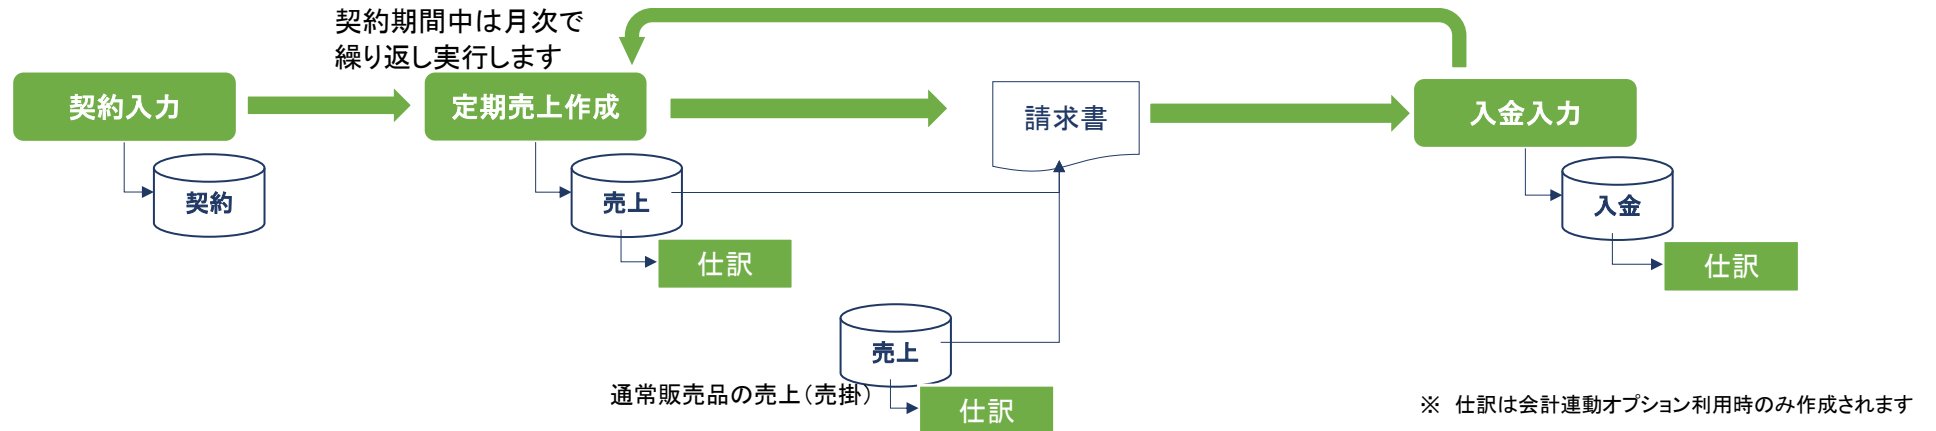 契約期間中は月次で
繰り返し実行します
契約入力
定期売上作成
請求書
入金入力
契約
売上
入金
仕訳
仕訳
売上
通常販売品の売上（売掛）
仕訳
※　仕訳は会計連動オプション利用時のみ作成されます